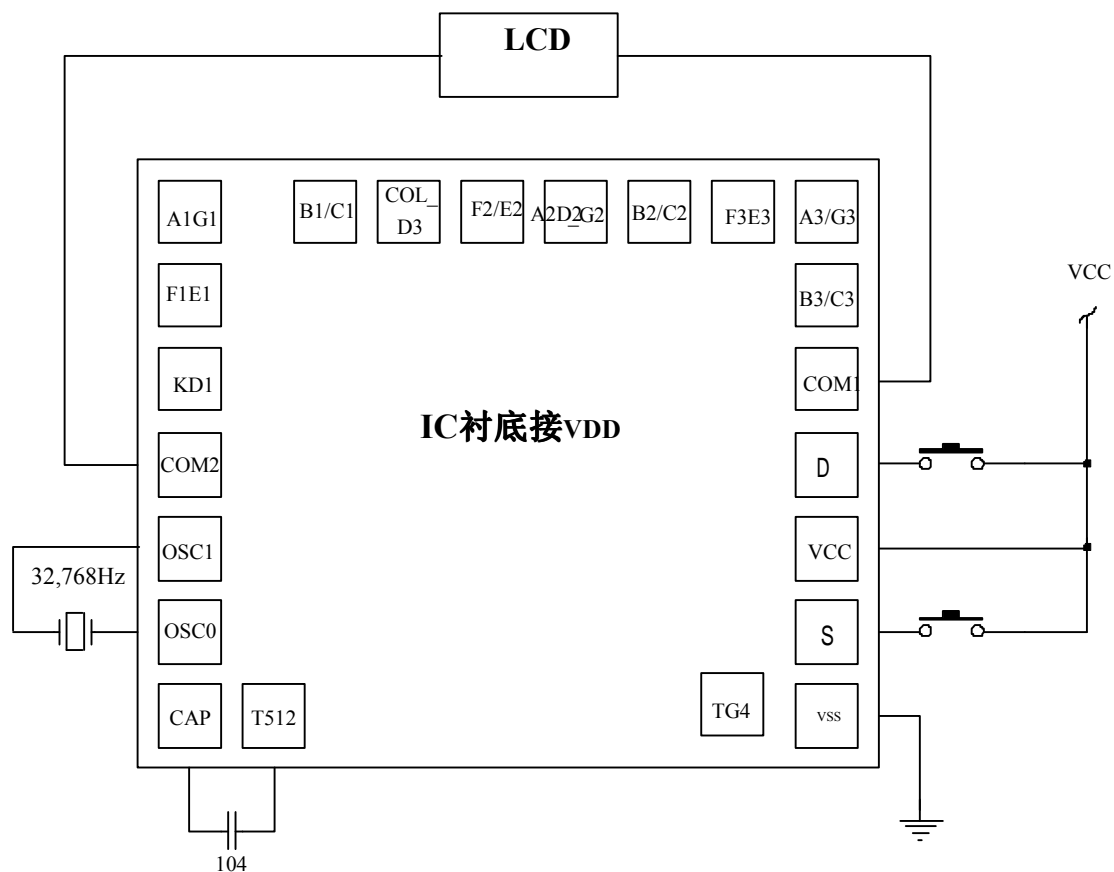 LCD
A1G1
B1/C1
COL_
D3
F2/E2
A2D2_G2
B2/C2
F3E3
A3/G3
F1E1
B3/C3
VCC
KD1
COM1
IC衬底接VDD
COM2
D
OSC1
VCC
32,768Hz
OSC0
S
CAP
T512
TG4
VSS
104